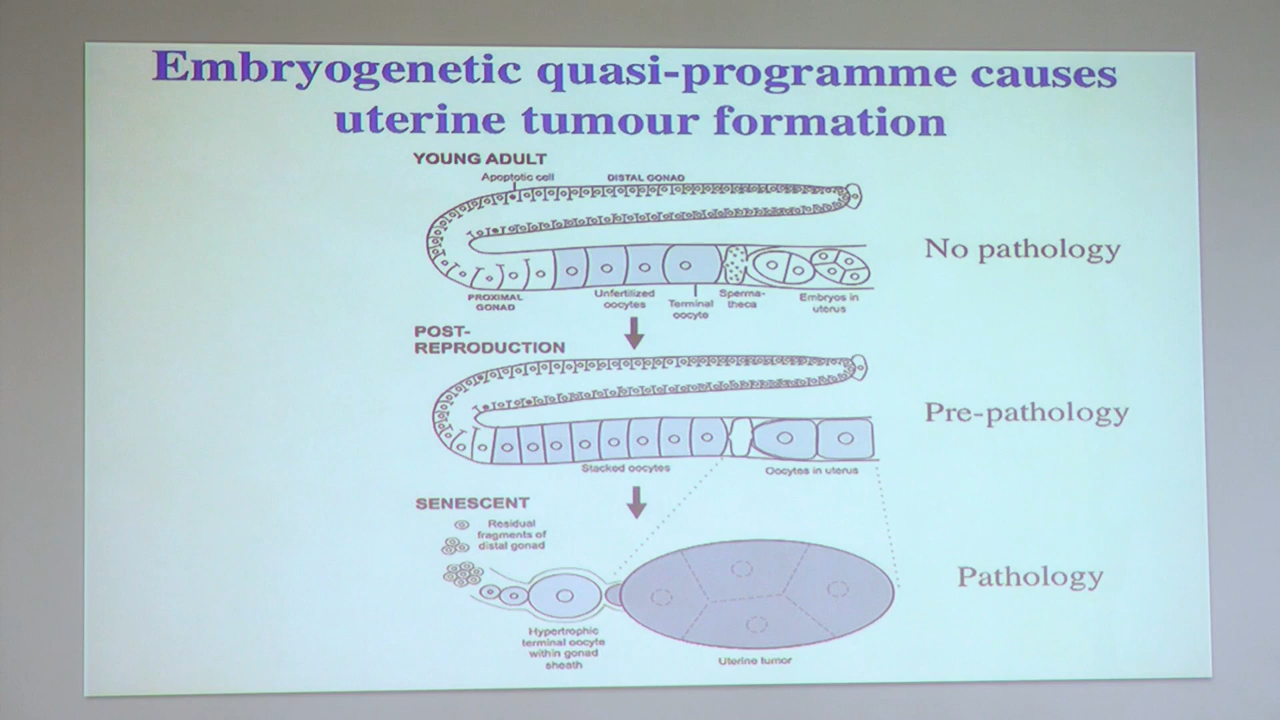 Embryogenetic quasi-programme causes
uterine tumour formation
YOUNG ADULT
Apoptotic cell
DISTAL GONAD
No pathology
PROXIMAL
GONAD
Unfertilized
oocytes
Terminal
oocyte
Sperma-
theca
Embryos in
uterus
POST-
REPRODUCTION
Pre-pathology
Stacked oocytes
Oocytes in uterus
SENESCENT
Residual
fragments of
distal gonad
Pathology
Hypertrophic
terminal oocyte
within gonad
sheath
Uterine tumor